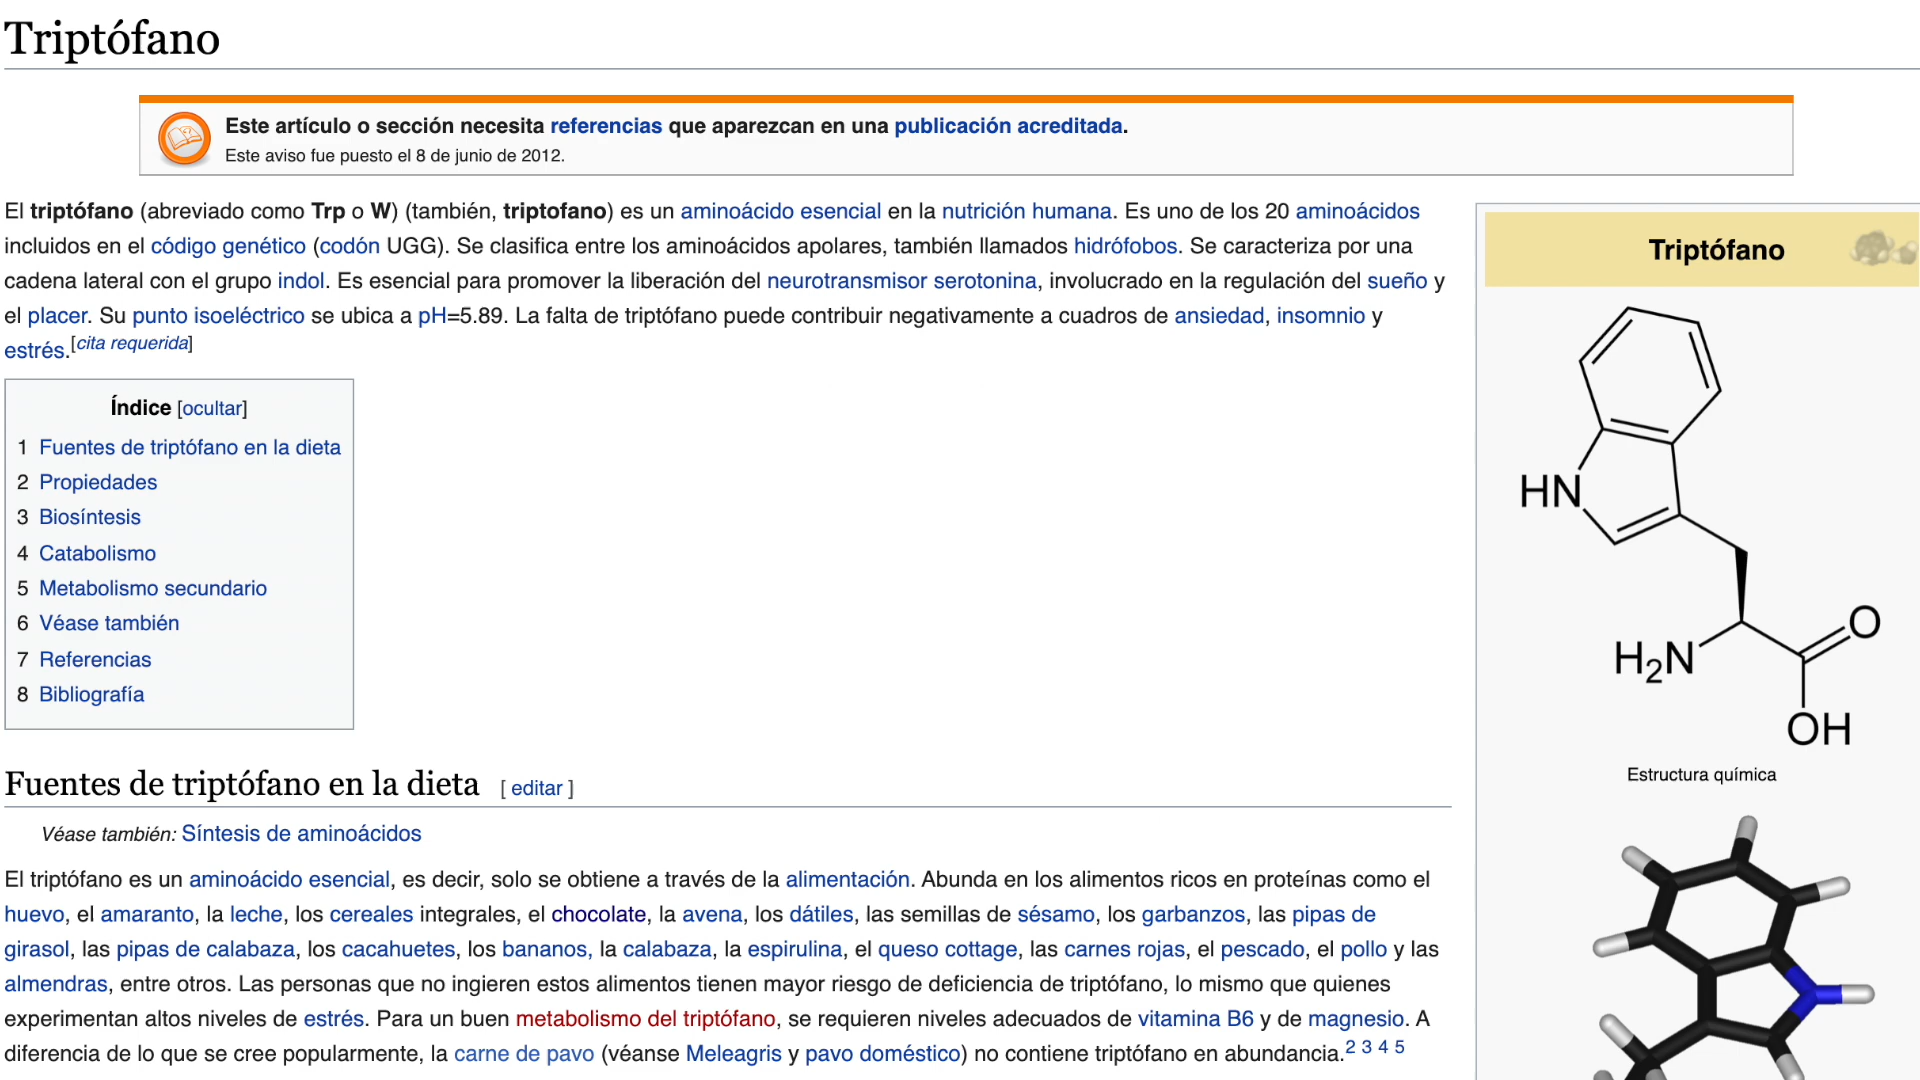 Triptófano
Este artículo o sección necesita referencias que aparezcan en una publicación acreditada.
Este aviso fue puesto el 8 de junio de 2012.
El triptófano (abreviado como Trp o W) (también, triptofano) es un aminoácido esencial en la nutrición humana. Es uno de los 20 aminoácidos
incluidos en el código genético (codón UGG). Se clasifica entre los aminoácidos apolares, también llamados hidrófobos. Se caracteriza por una
cadena lateral con el grupo indol. Es esencial para promover la liberación del neurotransmisor serotonina, involucrado en la regulación del sueño y
el placer. Su punto isoeléctrico se ubica a pH=5.89. La falta de triptófano puede contribuir negativamente a cuadros de ansiedad, insomnio y
estrés.[cita requerida]
Índice [ocultar]
1 Fuentes de triptófano en la dieta
2 Propiedades
3 Biosíntesis
4 Catabolismo
5 Metabolismo secundario
6 Véase también
7 Referencias
8 Bibliografía
Fuentes de triptófano en la dieta [ editar ]
Véase también: Síntesis de aminoácidos
El triptófano es un aminoácido esencial, es decir, solo se obtiene a través de la alimentación. Abunda en los alimentos ricos en proteínas como el
huevo, el amaranto, la leche, los cereales integrales, el chocolate, la avena, los dátiles, las semillas de sésamo, los garbanzos, las pipas de
girasol, las pipas de calabaza, los cacahuetes, los bananos, la calabaza, la espirulina, el queso cottage, las carnes rojas, el pescado, el pollo y las
almendras, entre otros. Las personas que no ingieren estos alimentos tienen mayor riesgo de deficiencia de triptófano, lo mismo que quienes
experimentan altos niveles de estrés. Para un buen metabolismo del triptófano, se requieren niveles adecuados de vitamina B6 y de magnesio. A
diferencia de lo que se cree popularmente, la carne de pavo (véanse Meleagris y pavo doméstico) no contiene triptófano en abundancia.2 3 4 5
Triptófano
HN
O
H2N
OH
Estructura química